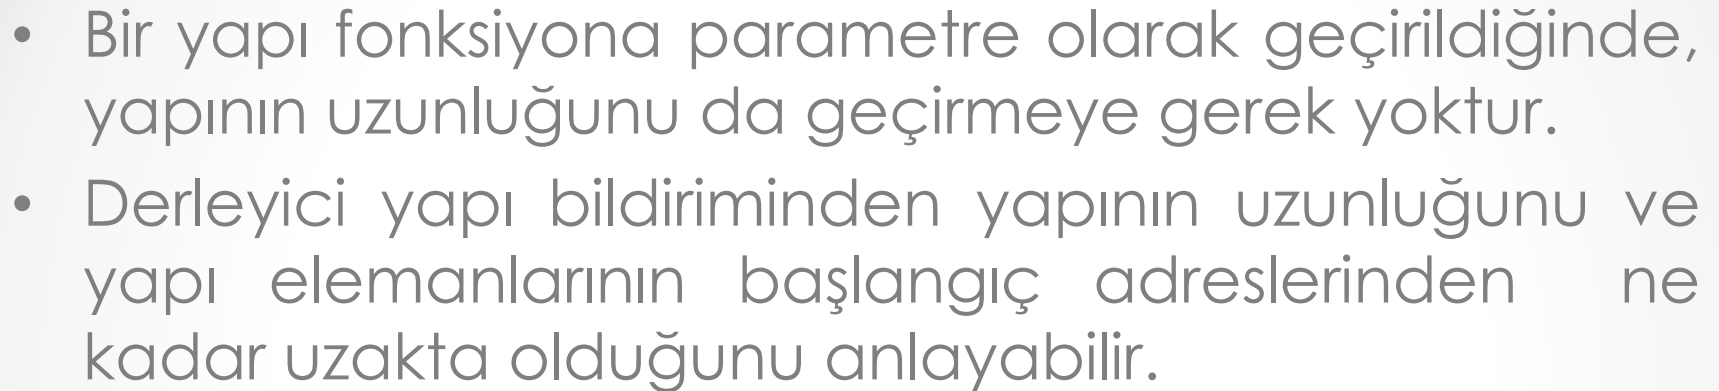 • Bir yapı fonksiyona parametre olarak geçirildiğinde,
yapının uzunluğunu da geçirmeye gerek yoktur.
• Derleyici yapı bildiriminden yapının uzunluğunu ve
yapı elemanlarının başlangıç adreslerinden ne
kadar uzakta olduğunu anlayabilir.